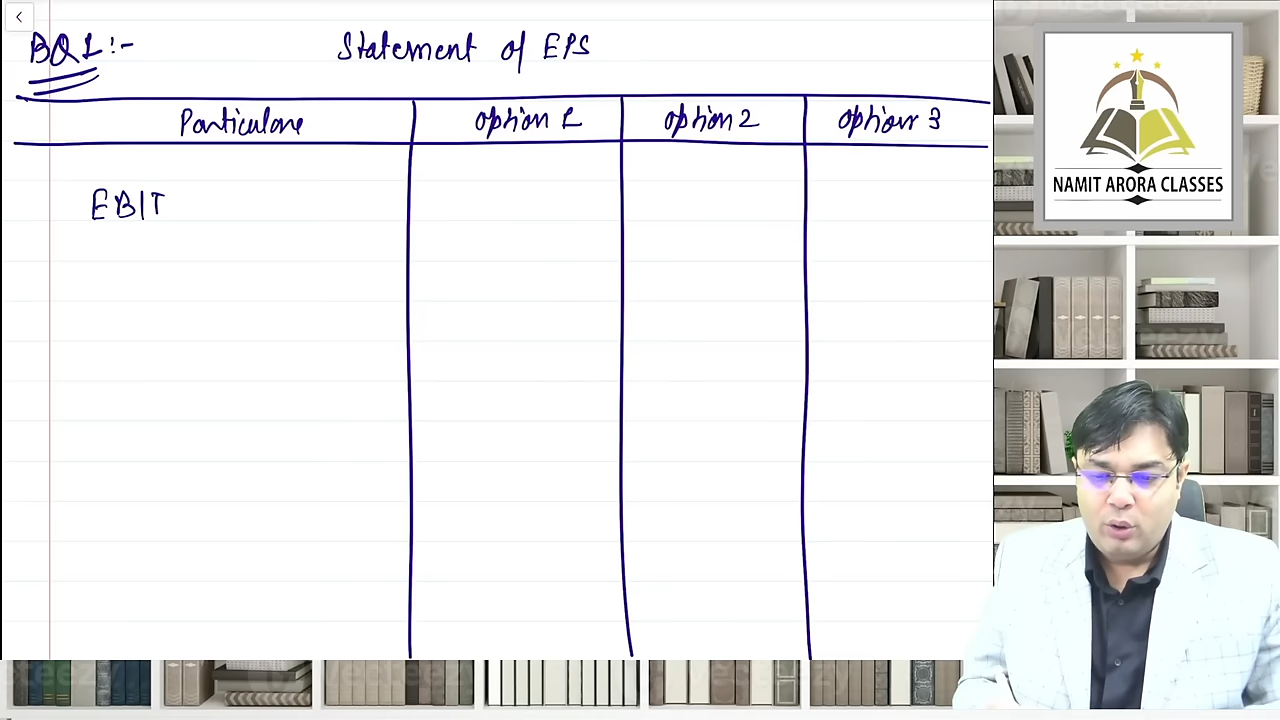 BQ1:-
Statement of EPS
Particulars
Option 1
Option 2
Option 3
EBIT
NAMIT ARORA CLASSES